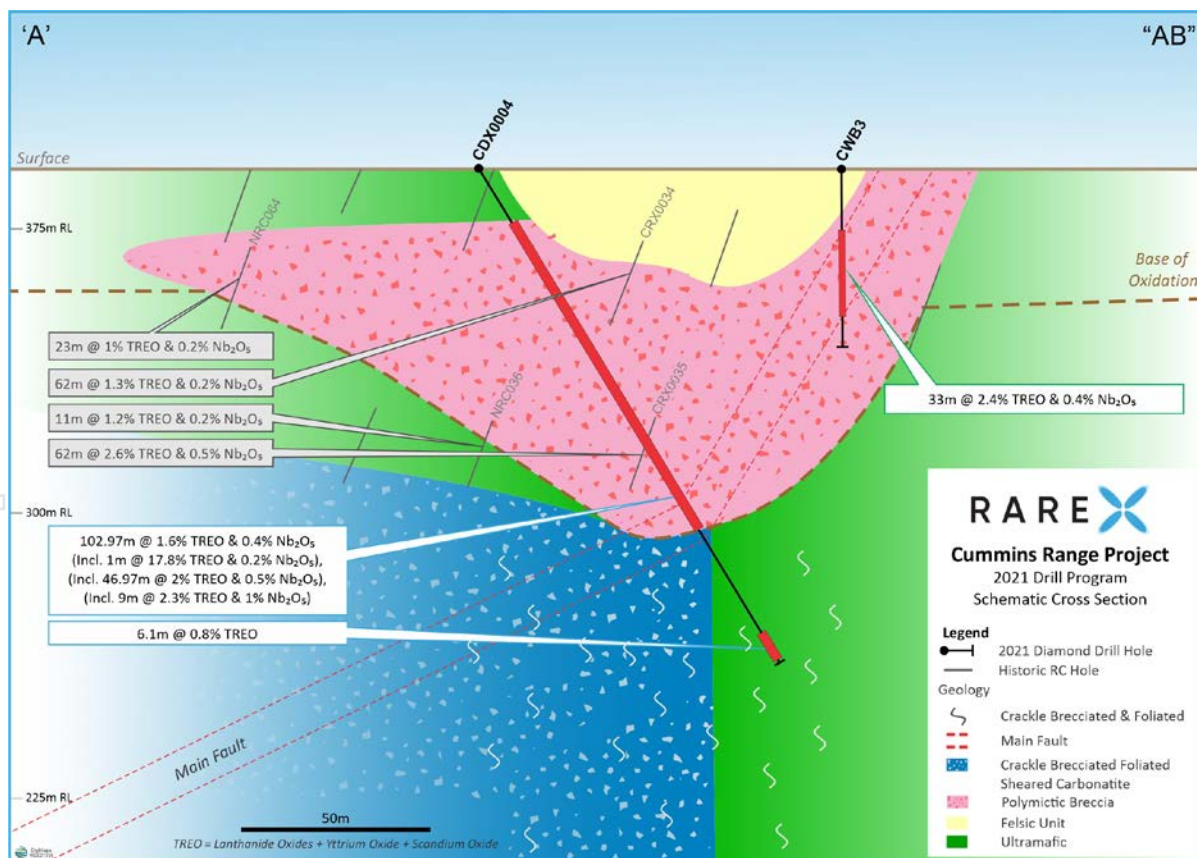 'A'
"AB"
CDX0004
CWB3
Surface
375m RL
NRC064
CRX0034
Base of
Oxidation
23m @ 1% TREO & 0.2% Nb₂O₅
62m @ 1.3% TREO & 0.2% Nb₂O₅
11m @ 1.2% TREO & 0.2% Nb₂O₅
62m @ 2.6% TREO & 0.5% Nb₂O₅
NRC036
CRX0035
33m @ 2.4% TREO & 0.4% Nb₂O₅
300m RL
102.97m @ 1.6% TREO & 0.4% Nb₂O₅
(Incl. 1m @ 17.8% TREO & 0.2% Nb₂O₅),
(Incl. 46.97m @ 2% TREO & 0.5% Nb₂O₅),
(Incl. 9m @ 2.3% TREO & 1% Nb₂O₅)
6.1m @ 0.8% TREO
Main Fault
225m RL
50m
TREO = Lanthanide Oxides + Yttrium Oxide + Scandium Oxide
RAREX
Cummins Range Project
2021 Drill Program
Schematic Cross Section
Legend
2021 Diamond Drill Hole
Historic RC Hole
Geology
Crackle Brecciated & Foliated
Main Fault
Crackle Brecciated Foliated
Sheared Carbonatite
Polymictic Breccia
Felsic Unit
Ultramafic